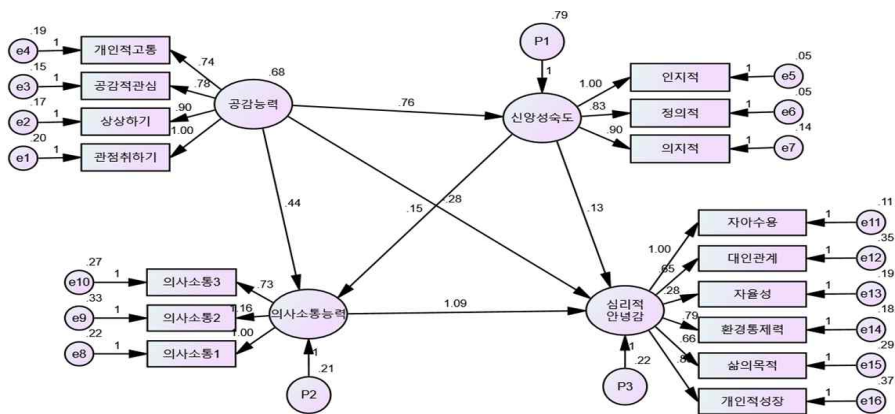 .79
P1
1
.19
e4
1
개인적고통
.74
.68
.15
e3
1
공감적관심
.78
공감능력
.17
e2
1
상상하기
.90
.20
e1
1
관점취하기
1.00
.76
신앙성숙도
1.00
인지적
1
.05
e5
.83
정의적
1
.05
e6
.90
의지적
1
.14
e7
.44
.15
.28
.13
.27
e10
1
의사소통3
.73
.33
e9
1
의사소통2
1.16
의사소통능력
.22
e8
1
의사소통1
1.00
1
.21
P2
1.09
심리적
안녕감
1
.22
P3
1.00
자아수용
1
.11
e11
.65
대인관계
1
.35
e12
.28
자율성
1
.19
e13
.79
환경통제력
1
.18
e14
.66
삶의목적
1
.29
e15
개인적성장
1
.37
e16